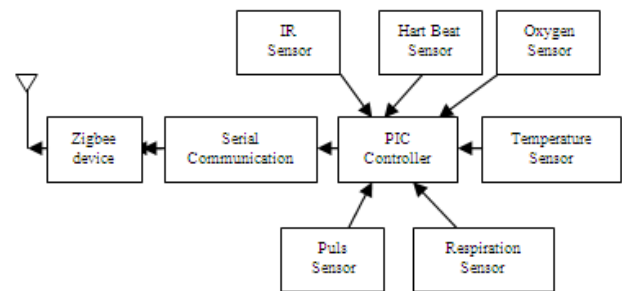 IR
Sensor
Hart Beat
Sensor
Oxygen
Sensor
Zigbee
device
Serial
Communication
PIC
Controller
Temperature
Sensor
Puls
Sensor
Respiration
Sensor